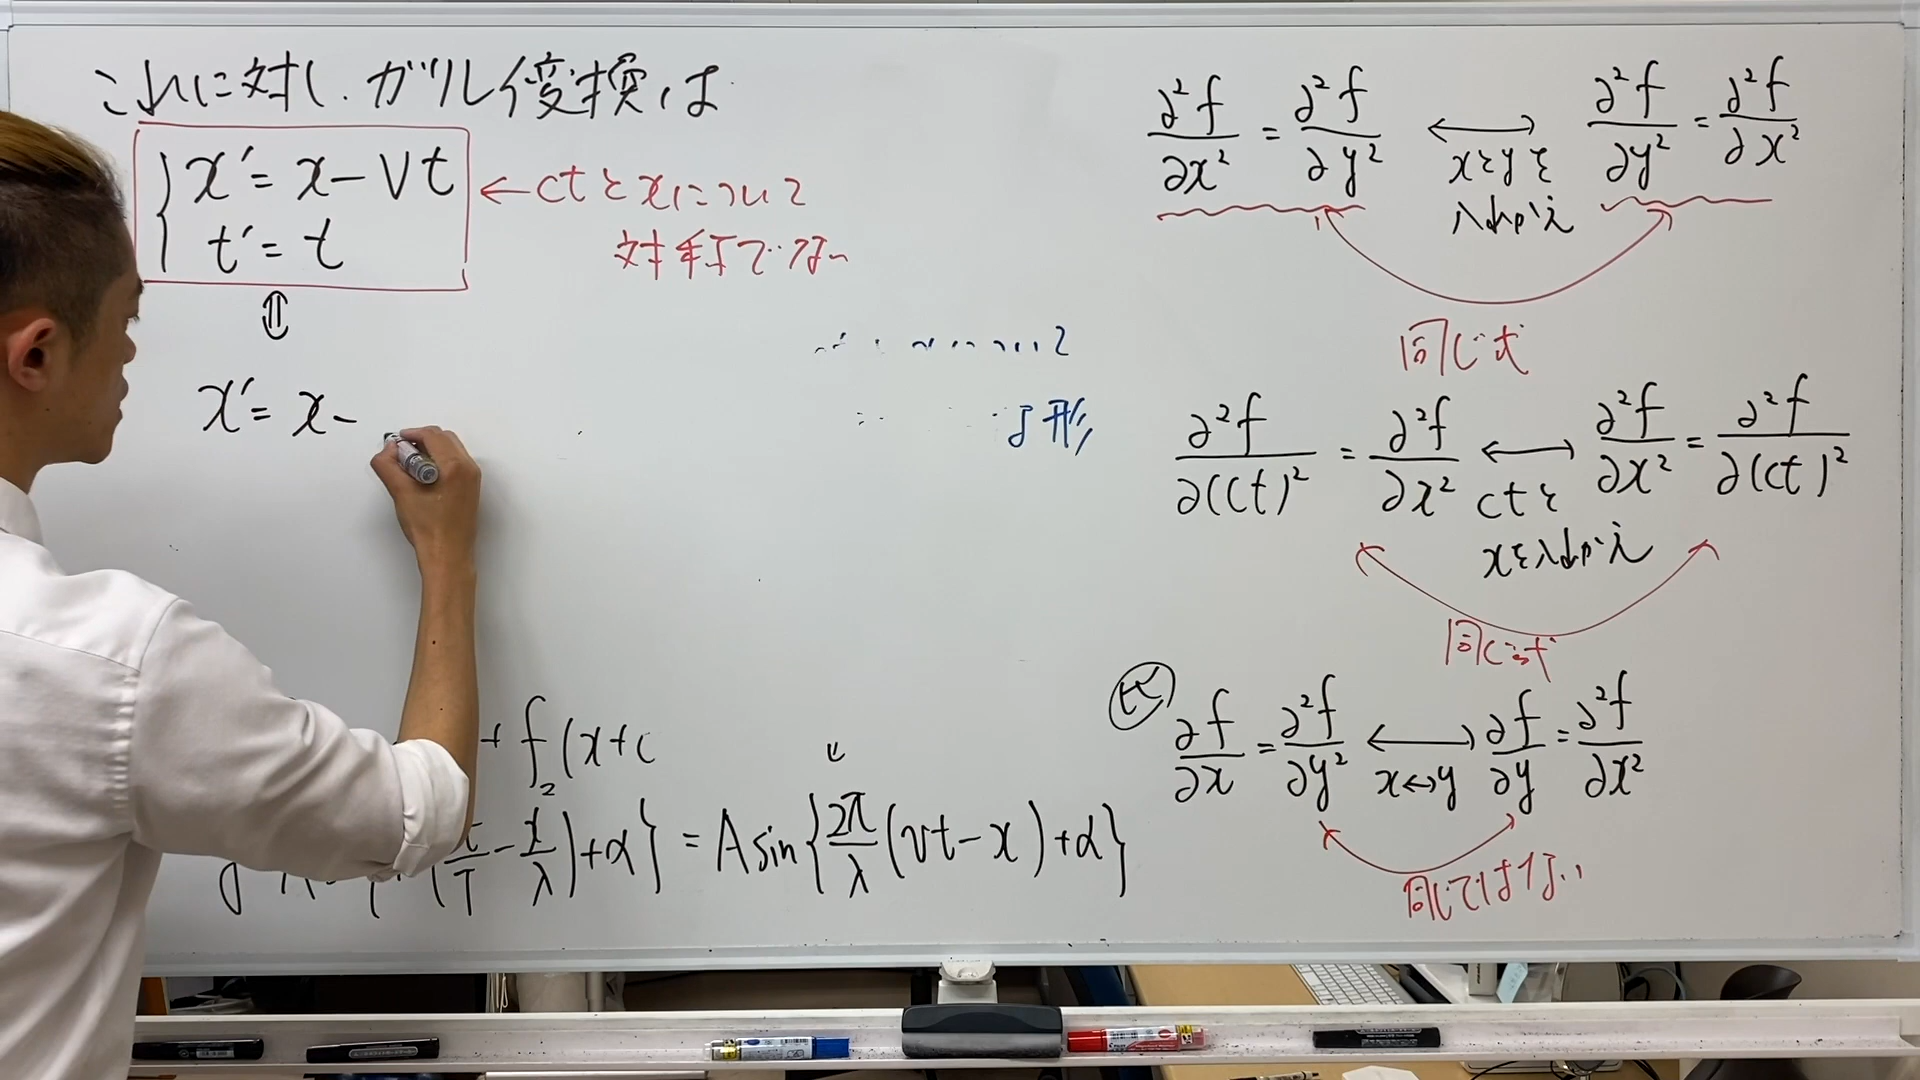 これに対し、ガリレイ変換は
x′= x − Vt
t′= t
← ctとxについて
対称でない
⇕
x′= x −
て
形
+ f₂(x+c
t/T − x/λ)+α} = A sin{2π/λ (vt − x)+α}
∂²f/∂x² = ∂²f/∂y² ⟷ ∂²f/∂y² = ∂²f/∂x²
xとyを
入れかえ
同じ式
∂²f/∂(ct)² = ∂²f/∂x² ⟷ ∂²f/∂x² = ∂²f/∂(ct)²
ctと
xを入れかえ
同じ式
∂f/∂x = ∂²f/∂y² ⟷ ∂f/∂y = ∂²f/∂x²
x↔y
同じではない